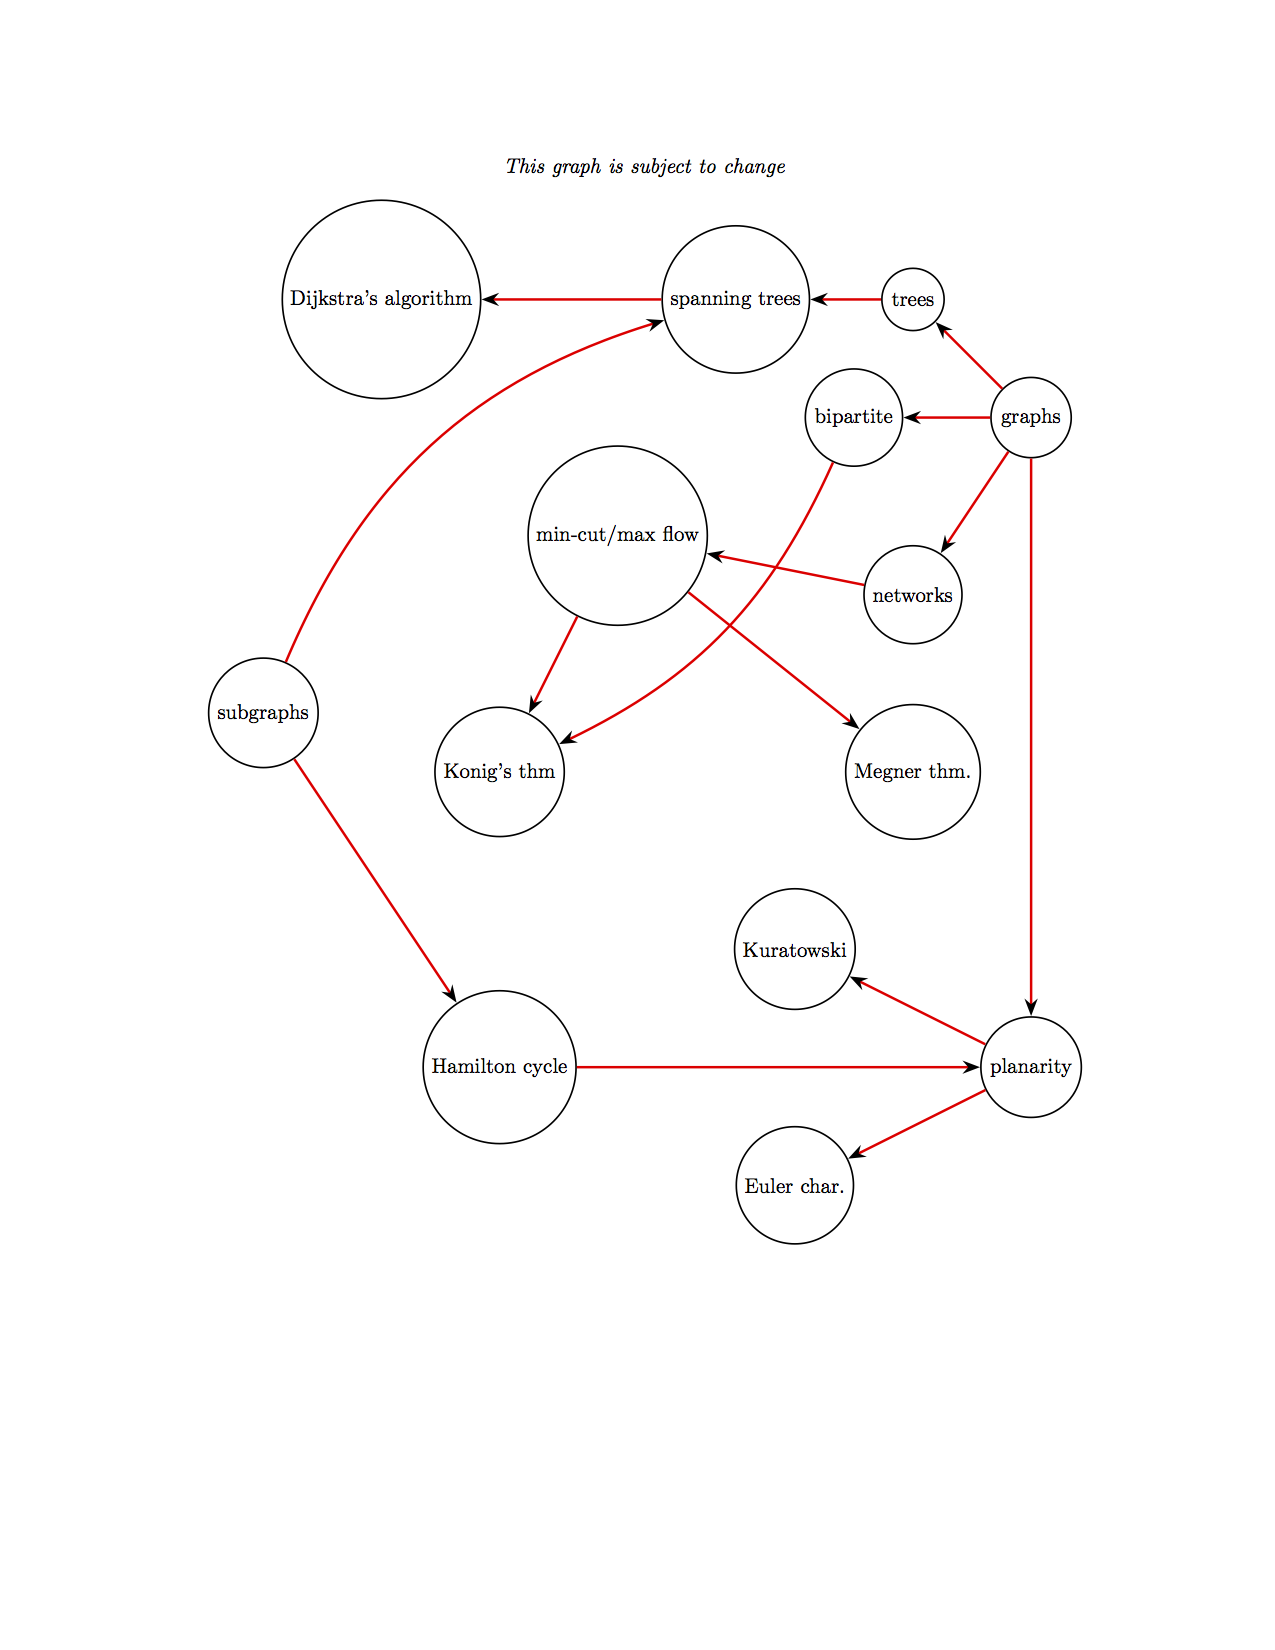 This graph is subject to change
Dijkstra's algorithm
spanning trees
trees
bipartite
graphs
min-cut/max flow
networks
subgraphs
Konig's thm
Megner thm.
Kuratowski
Hamilton cycle
planarity
Euler char.